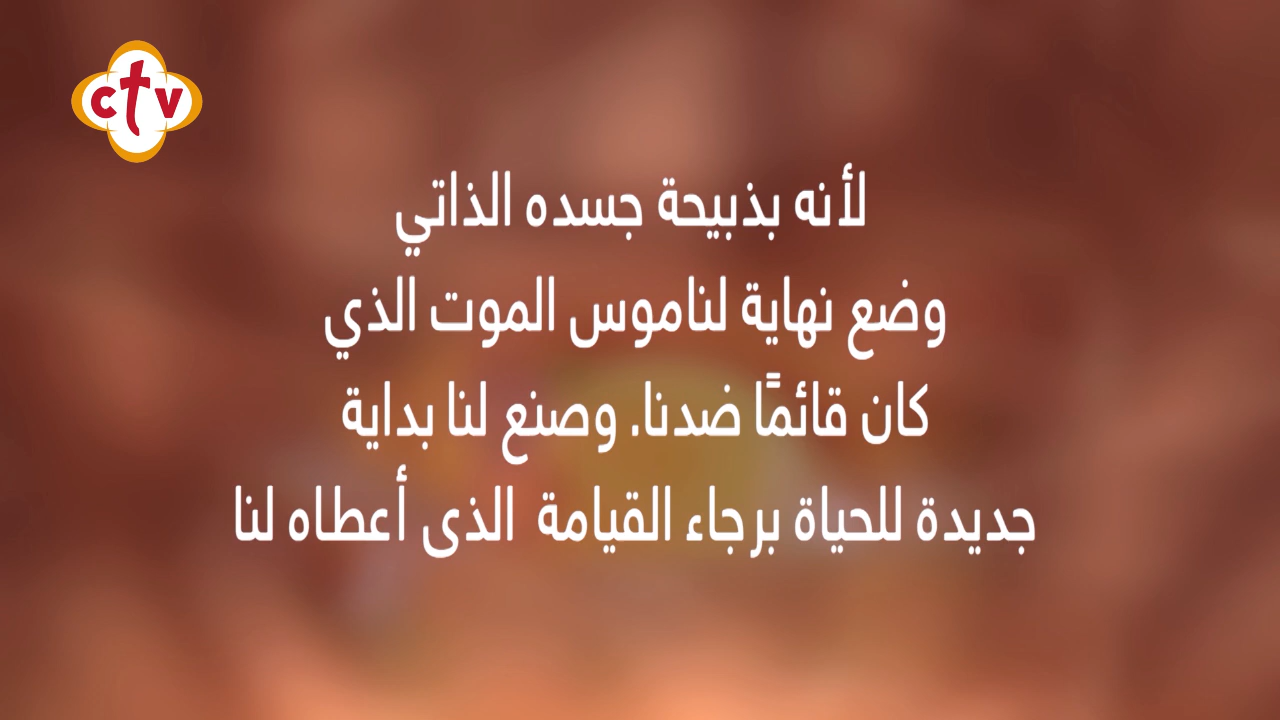 ctv
لأنه بذبيحة جسده الذاتي
وضع نهاية لناموس الموت الذي
كان قائمًا ضدنا. وصنع لنا بداية
جديدة للحياة برجاء القيامة الذى أعطاه لنا